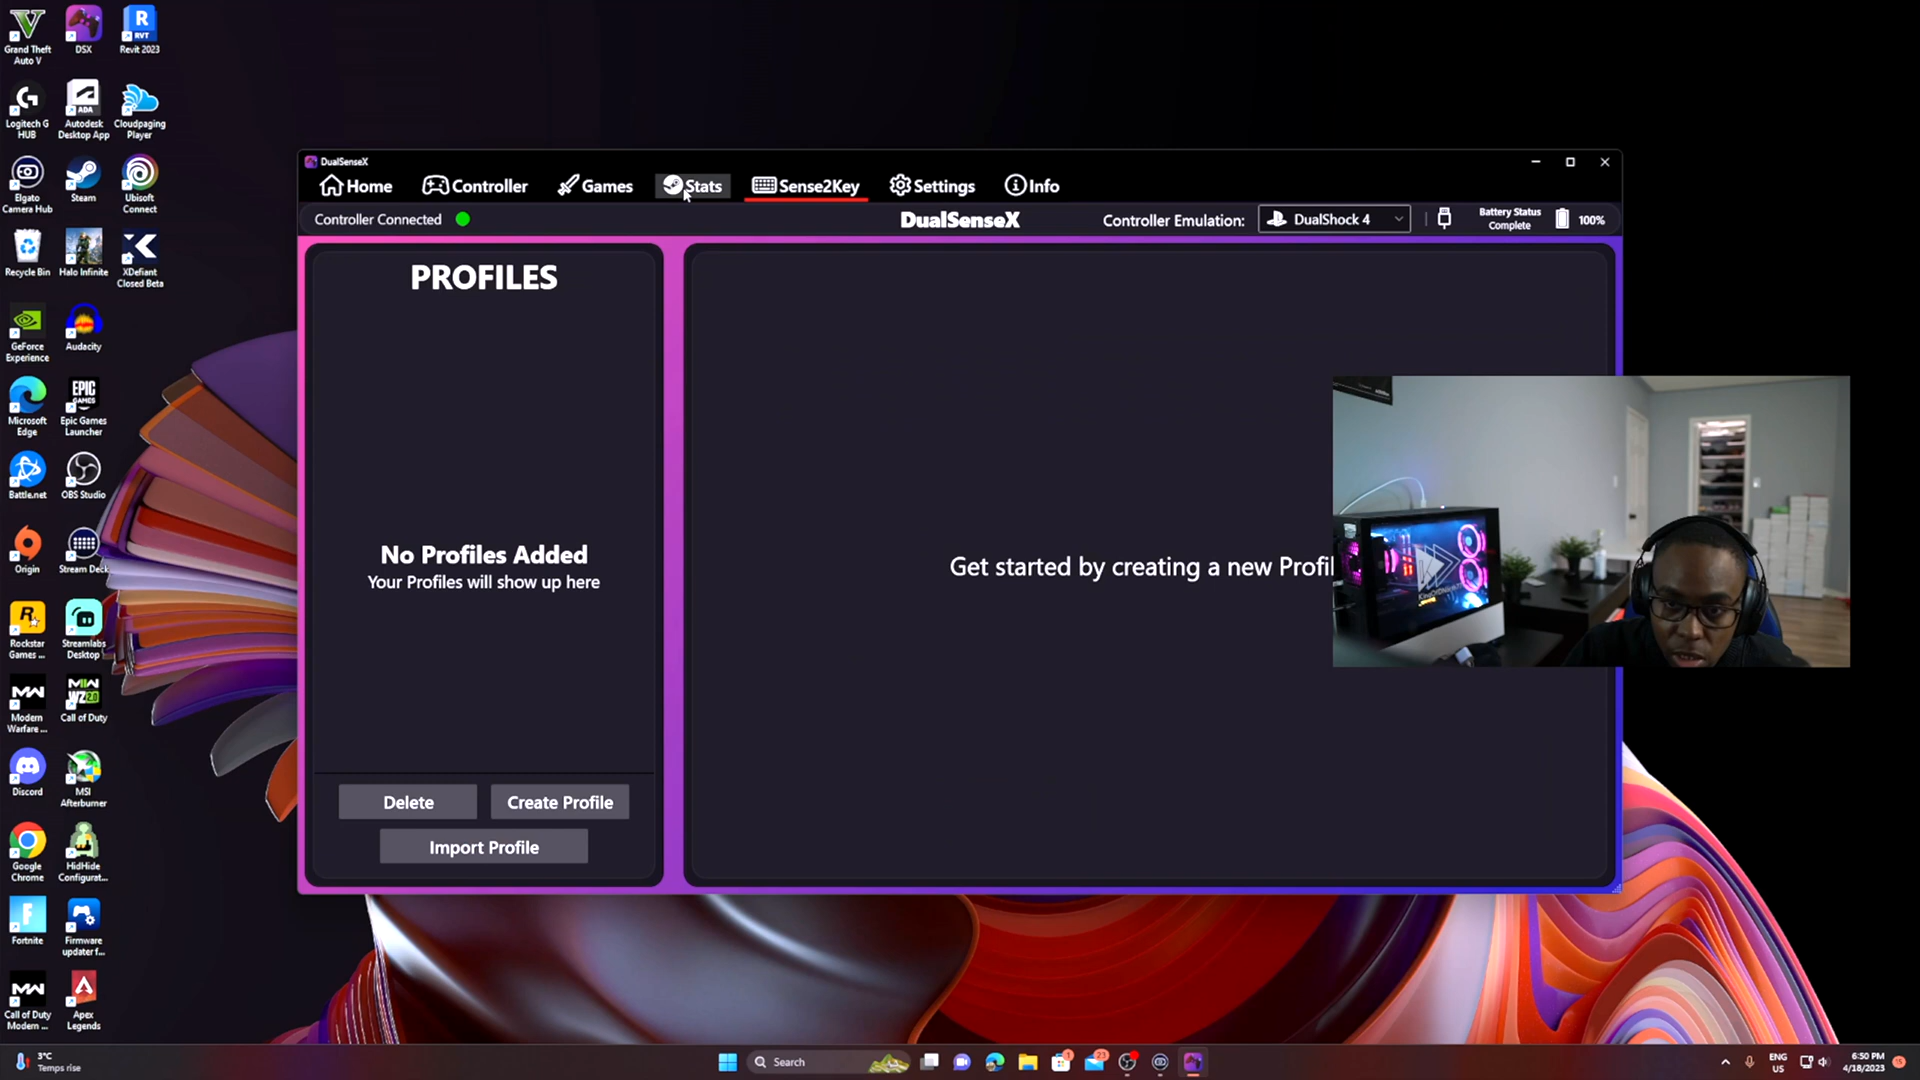 Grand Theft
Auto V
DSX
Revit 2023
Logitech G
HUB
Autodesk
Desktop App
Cloudpaging
Player
Elgato
Camera Hub
Steam
Ubisoft
Connect
Recycle Bin
Halo Infinite
XDefiant
Closed Beta
GeForce
Experience
Audacity
Microsoft
Edge
Epic Games
Launcher
Battle.net
OBS Studio
Origin
Stream Deck
Rockstar
Games ...
Streamlabs
Desktop
Modern
Warfare ...
Call of Duty
Discord
MSI
Afterburner
Google
Chrome
HidHide
Configurat...
Fortnite
Firmware
updater f...
Call of Duty
Modern ...
Apex
Legends
DualSenseX
Home
Controller
Games
Stats
Sense2Key
Settings
Info
Controller Connected
DualSenseX
Controller Emulation:
DualShock 4
Battery Status
Complete
100%
PROFILES
No Profiles Added
Your Profiles will show up here
Delete
Create Profile
Import Profile
Get started by creating a new Profil
3°C
Temps rise
Search
ENG
US
6:50 PM
4/18/2023